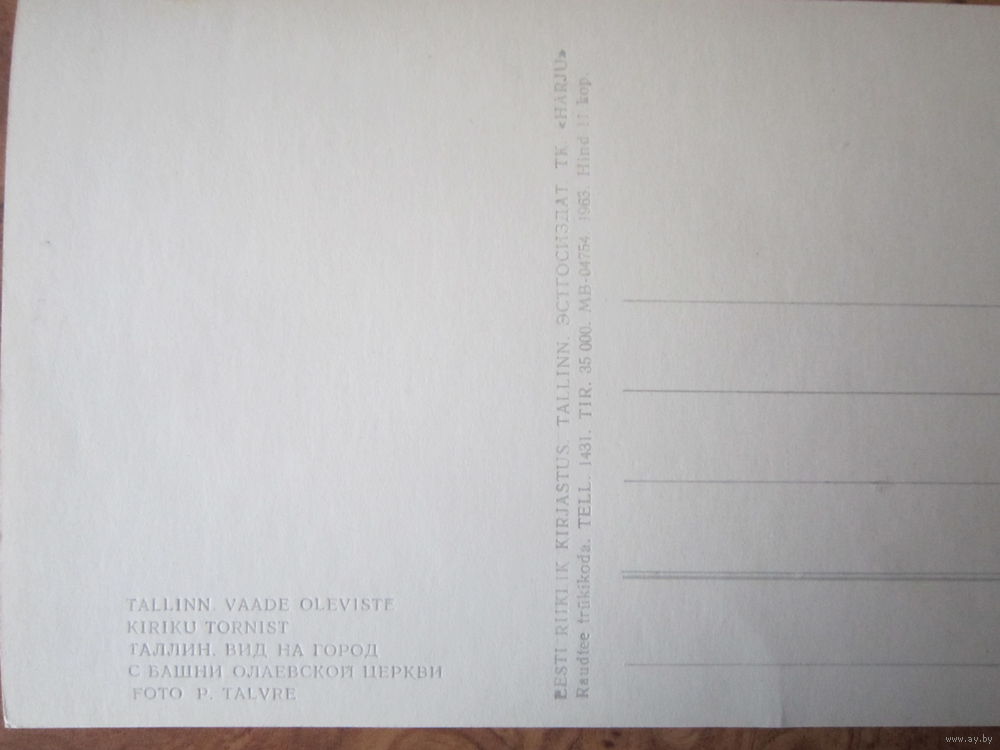 TALLINN. VAADE OLEVISTE
KIRIKU TORNIST
ТАЛЛИН. ВИД НА ГОРОД
С БАШНИ ОЛАЕВСКОЙ ЦЕРКВИ
FOTO P. TALVRE
EESTI RIIKLIK KIRJASTUS TALLINN. ЭСТГОСИЗДАТ TK «HARJU»
Raudtee trükikoda. TELL. 1431. TIR. 35 000. MB-04754. 1963. Hind 11 kop.
www.ay.by